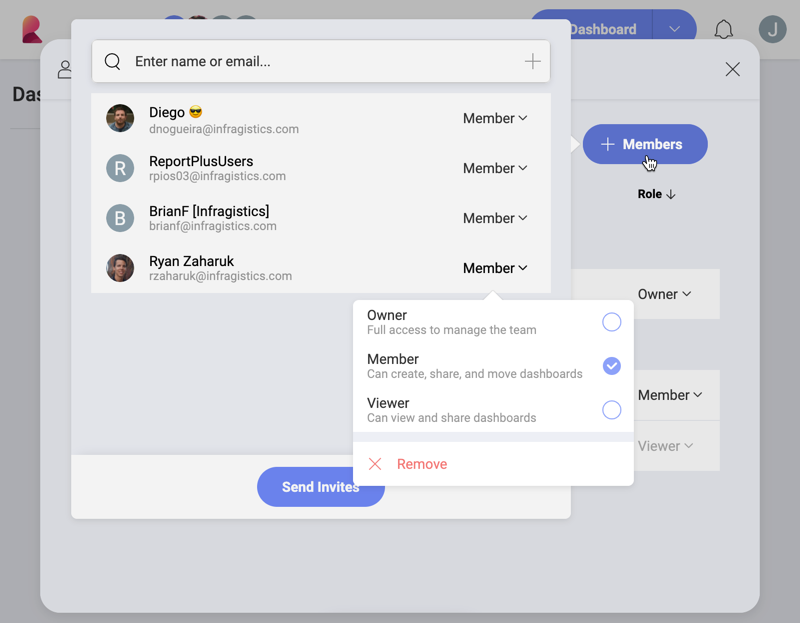 Dashboard
J
Das
Enter name or email...
Diego 😎
Member
dnogueira@infragistics.com
ReportPlusUsers
R
Member
rpios03@infragistics.com
BrianF [Infragistics]
B
Member
brianf@infragistics.com
Ryan Zaharuk
Member
rzaharuk@infragistics.com
Members
Role
Owner
Member
Viewer
Owner
Full access to manage the team
Member
Can create, share, and move dashboards
Viewer
Can view and share dashboards
Remove
Send Invites